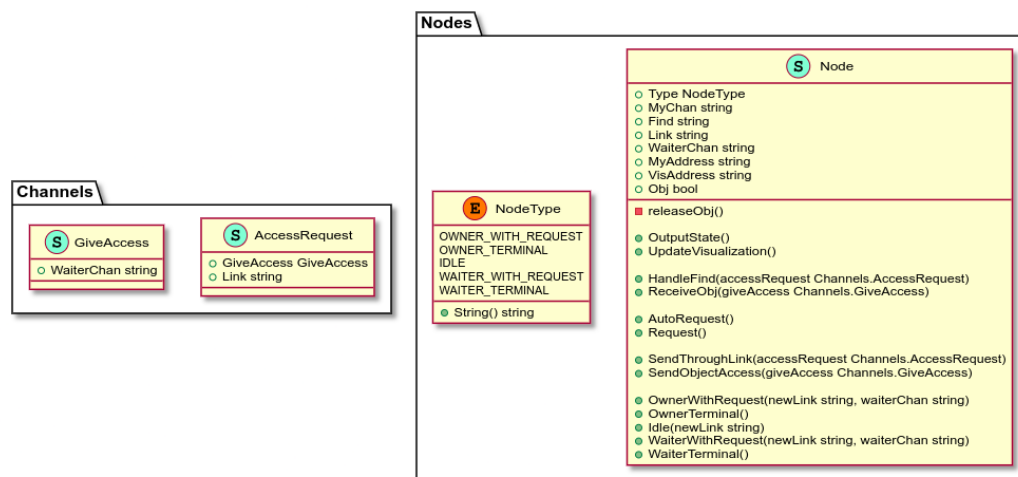 Channels
S GiveAccess
WaiterChan string
S AccessRequest
GiveAccess GiveAccess
Link string
Nodes
E NodeType
OWNER_WITH_REQUEST
OWNER_TERMINAL
IDLE
WAITER_WITH_REQUEST
WAITER_TERMINAL
String() string
S Node
Type NodeType
MyChan string
Find string
Link string
WaiterChan string
MyAddress string
VisAddress string
Obj bool
releaseObj()
OutputState()
UpdateVisualization()
HandleFind(accessRequest Channels.AccessRequest)
ReceiveObj(giveAccess Channels.GiveAccess)
AutoRequest()
Request()
SendThroughLink(accessRequest Channels.AccessRequest)
SendObjectAccess(giveAccess Channels.GiveAccess)
OwnerWithRequest(newLink string, waiterChan string)
OwnerTerminal()
Idle(newLink string)
WaiterWithRequest(newLink string, waiterChan string)
WaiterTerminal()